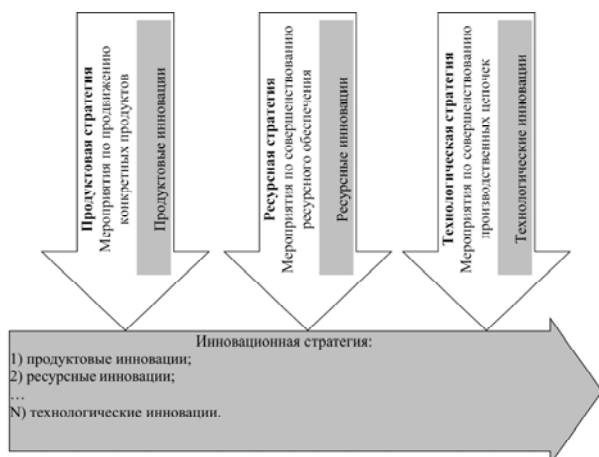 Продуктовая стратегия
Мероприятия по продвижению
конкретных продуктов
Продуктовые инновации
Ресурсная стратегия
Мероприятия по совершенствованию
ресурсного обеспечения
Ресурсные инновации
Технологическая стратегия
Мероприятия по совершенствованию
производственных цепочек
Технологические инновации
Инновационная стратегия:
1) продуктовые инновации;
2) ресурсные инновации;
…
N) технологические инновации.